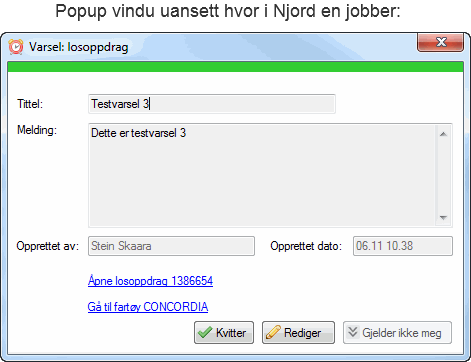 Popup vindu uansett hvor i Njord en jobber:
Varsel: losoppdrag
Tittel: Testvarsel 3
Melding: Dette er testvarsel 3
Opprettet av: Stein Skaara Opprettet dato: 06.11 10.38
Åpne losoppdrag 1386654
Gå til fartøy CONCORDIA
Kvitter Rediger Gjelder ikke meg